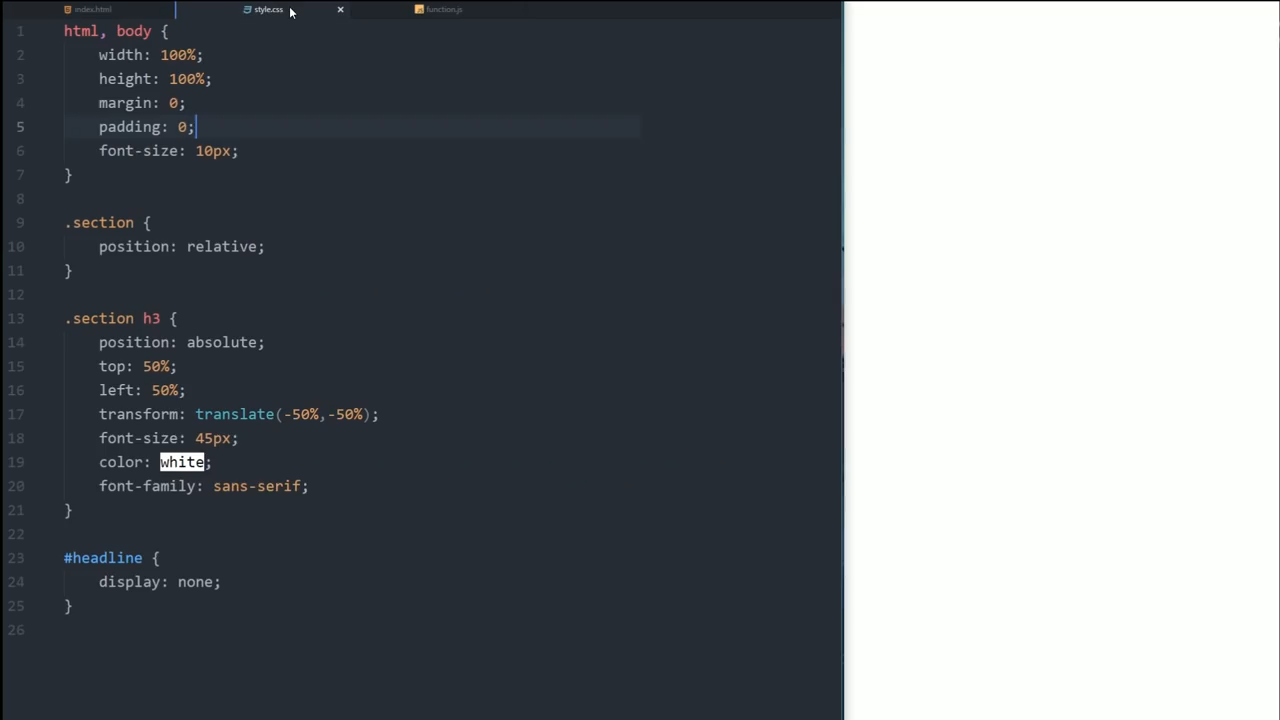 index.html style.css function.js
1 html, body {
2 width: 100%;
3 height: 100%;
4 margin: 0;
5 padding: 0;
6 font-size: 10px;
7 }
8
9 .section {
10 position: relative;
11 }
12
13 .section h3 {
14 position: absolute;
15 top: 50%;
16 left: 50%;
17 transform: translate(-50%,-50%);
18 font-size: 45px;
19 color: white;
20 font-family: sans-serif;
21 }
22
23 #headline {
24 display: none;
25 }
26